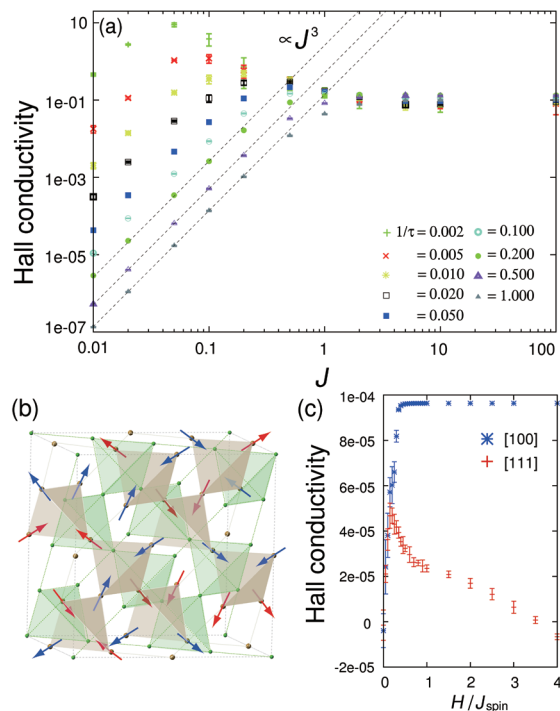 (a)
∝J³
10
1e-01
1e-03
1e-05
1e-07
Hall conductivity
0.01
0.1
1
10
100
J
1/τ = 0.002
= 0.005
= 0.010
= 0.020
= 0.050
= 0.100
= 0.200
= 0.500
= 1.000
(b)
(c)
1e-04
8e-05
6e-05
4e-05
2e-05
0
-2e-05
Hall conductivity
[100]
[111]
0
1
2
3
4
H/Jspin